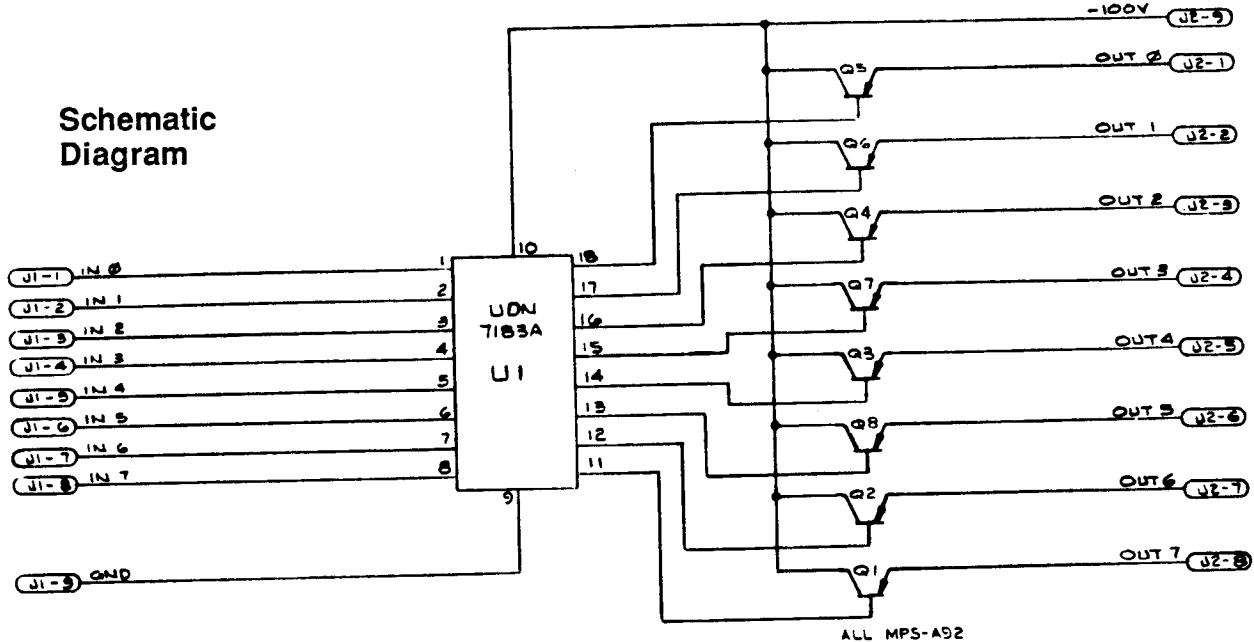 Schematic
Diagram
-100V
J2-9
Q5
OUT Ø
J2-1
Q6
OUT 1
J2-2
Q4
OUT 2
J2-3
Q7
OUT 3
J2-4
Q3
OUT 4
J2-5
Q8
OUT 5
J2-6
Q2
OUT 6
J2-7
Q1
OUT 7
J2-8
ALL MPS-A92
J1-1 IN Ø 1
J1-2 IN 1 2
J1-3 IN 2 3
J1-4 IN 3 4
J1-5 IN 4 5
J1-6 IN 5 6
J1-7 IN 6 7
J1-8 IN 7 8
J1-9 GND 9
10
UDN
7183A
U1
18
17
16
15
14
13
12
11